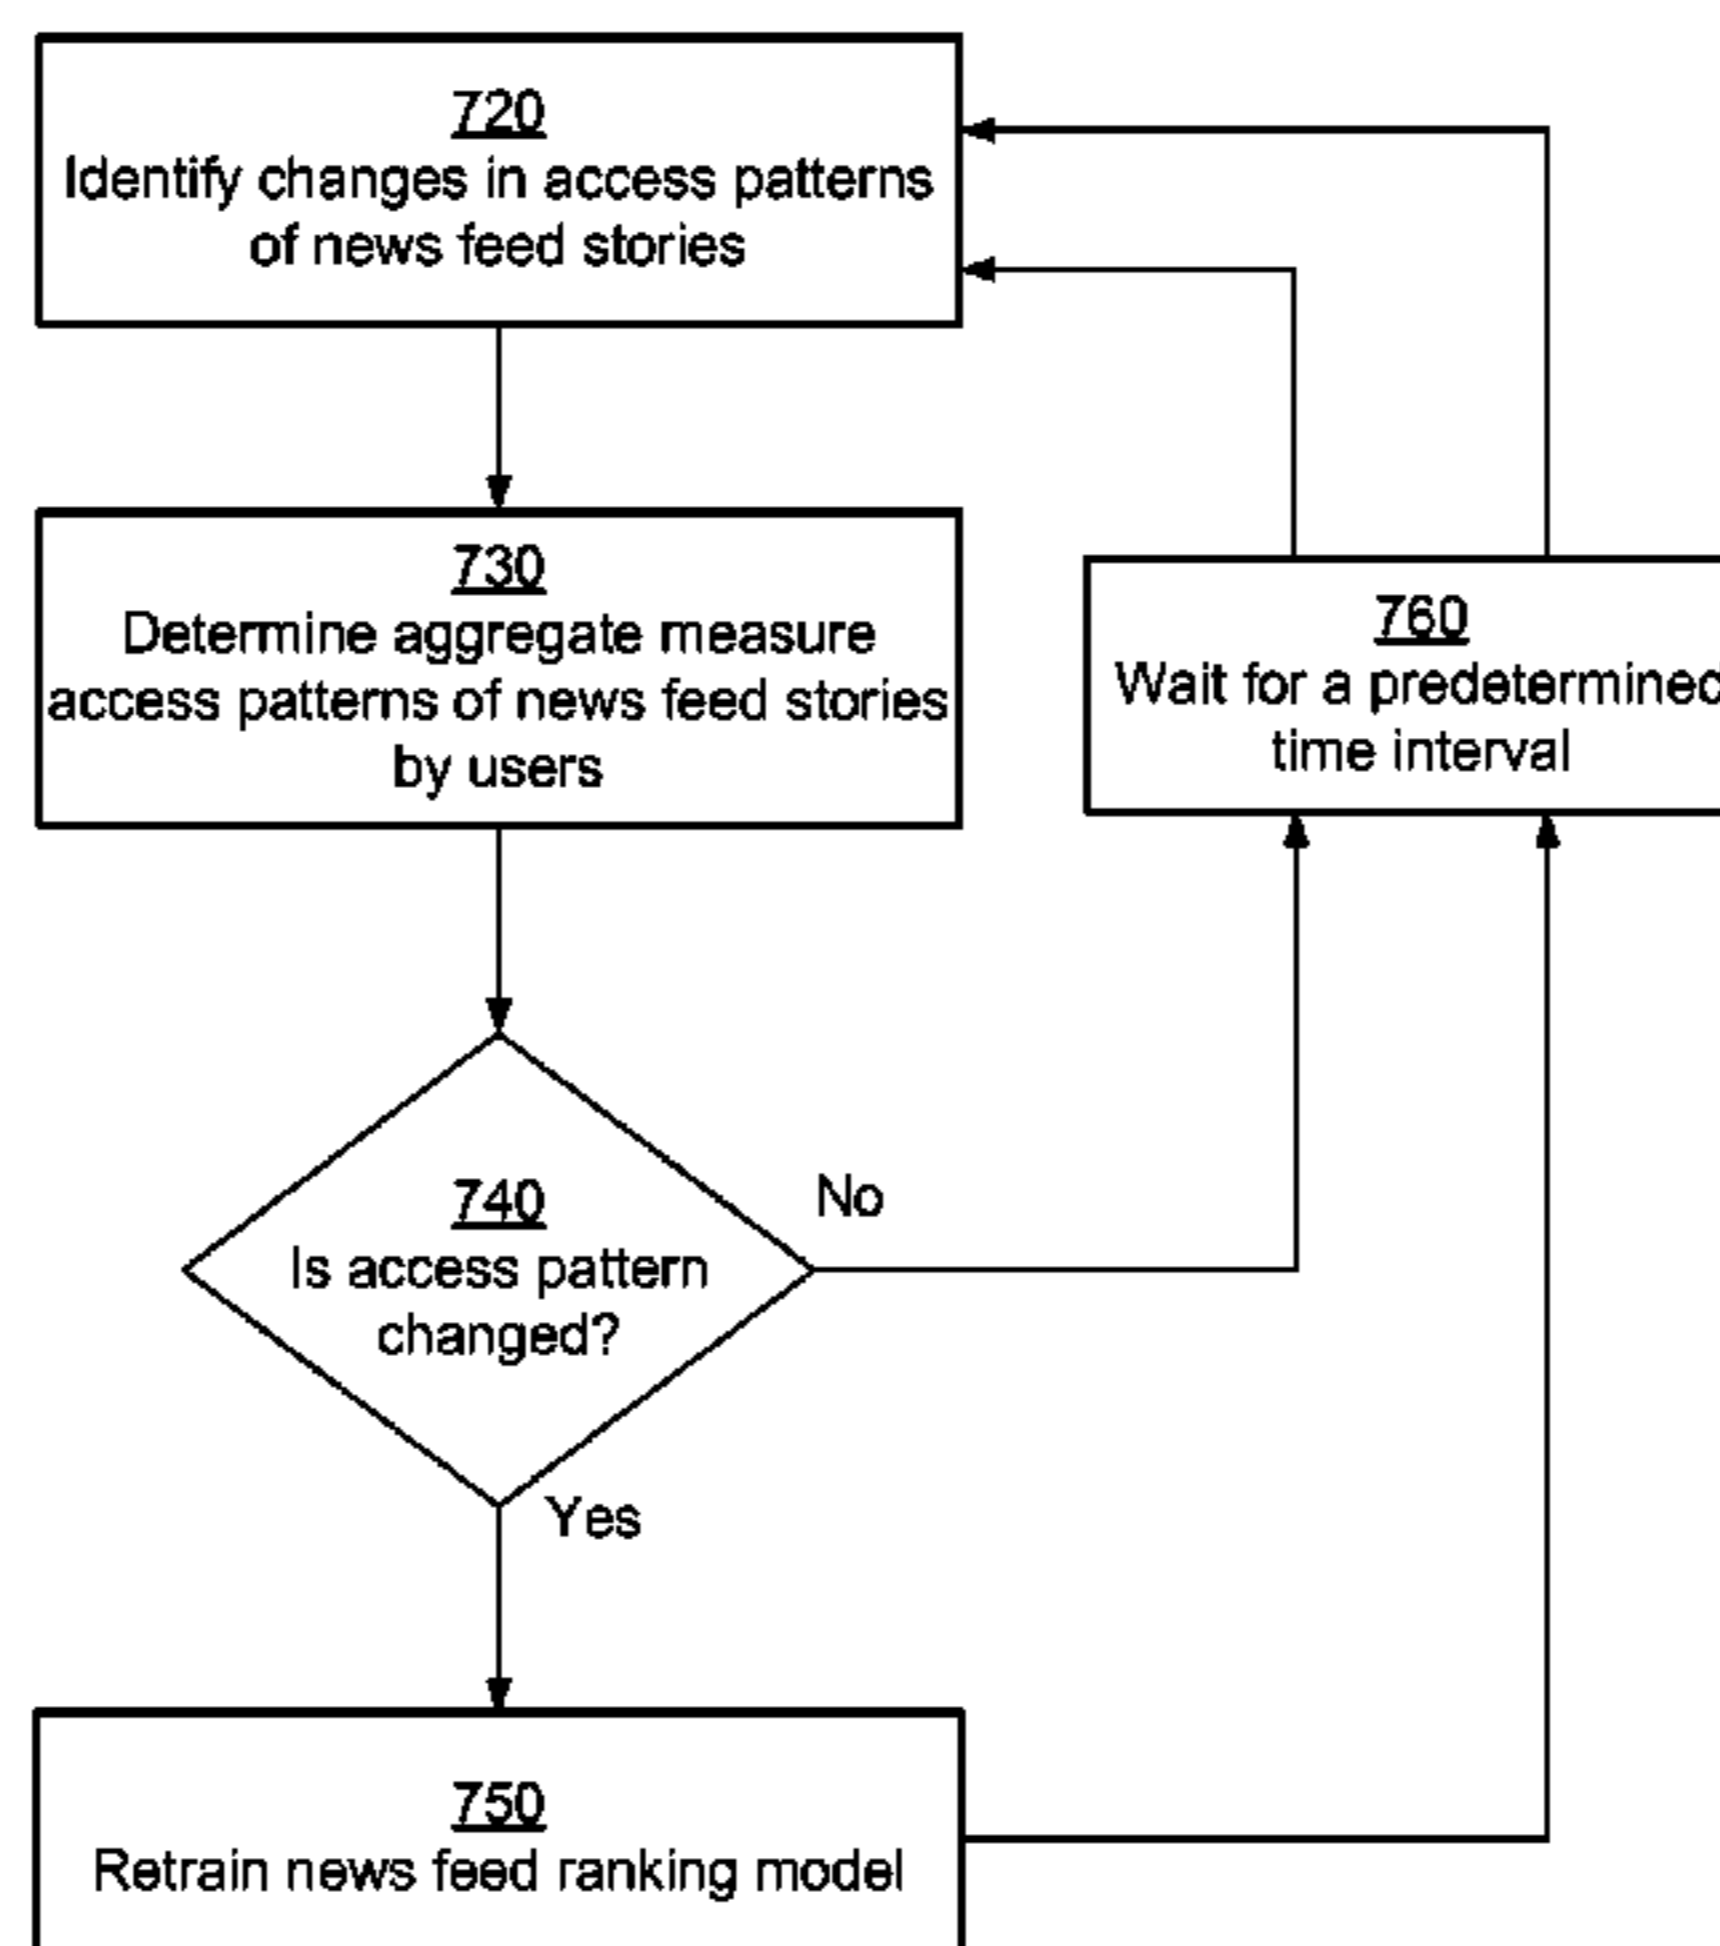 720
Identify changes in access patterns
of news feed stories
730
Determine aggregate measure
access patterns of news feed stories
by users
760
Wait for a predetermined
time interval
740
Is access pattern
changed?
No
Yes
750
Retrain news feed ranking model